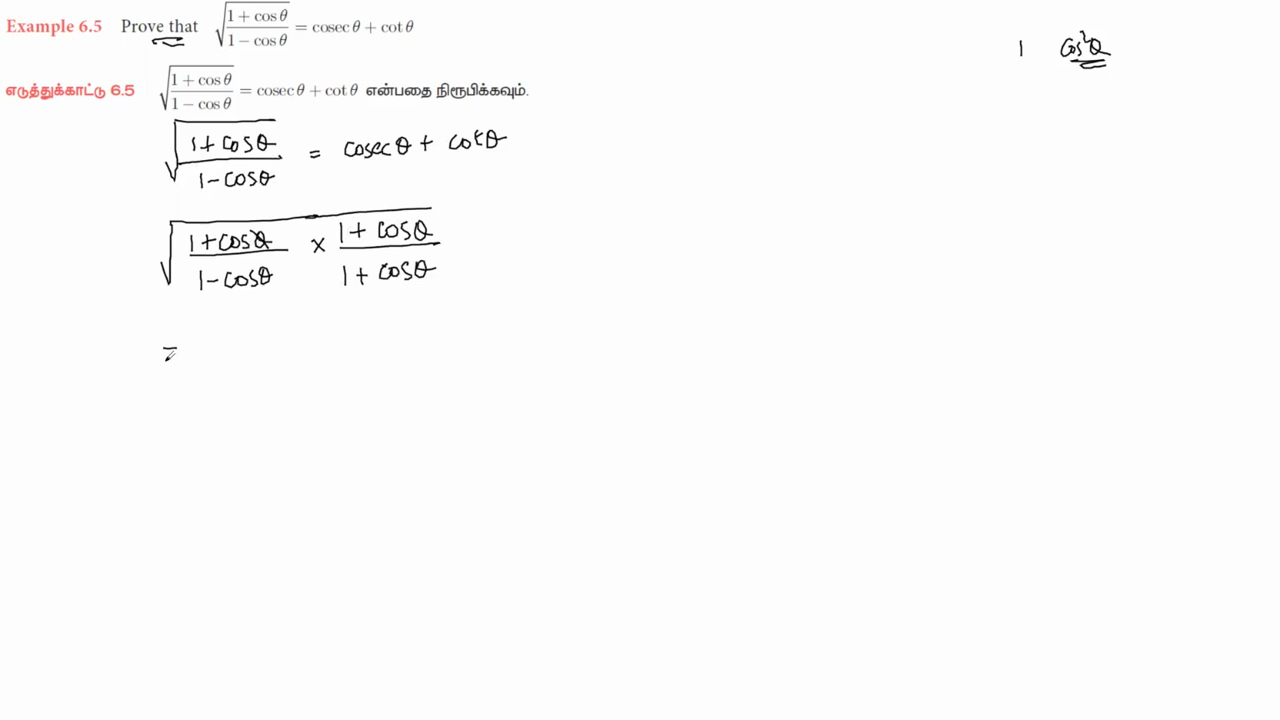 Example 6.5 Prove that √((1 + cos θ)/(1 − cos θ)) = cosec θ + cot θ
1 cos²θ
எடுத்துக்காட்டு 6.5 √((1 + cos θ)/(1 − cos θ)) = cosec θ + cot θ என்பதை நிரூபிக்கவும்.
√((1 + cosθ)/(1 − cosθ)) = cosecθ + cotθ
√((1 + cosθ)/(1 − cosθ) × (1 + cosθ)/(1 + cosθ))
=